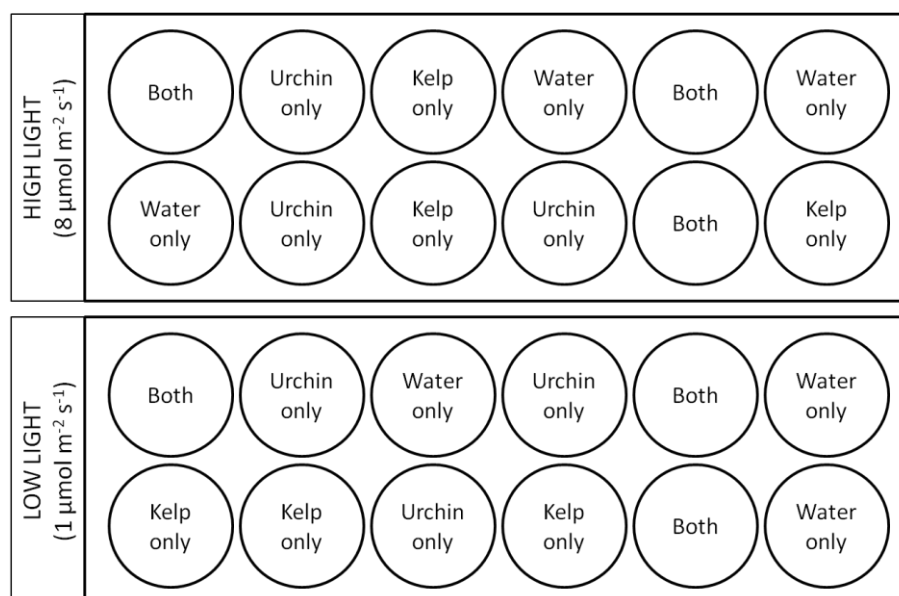 HIGH LIGHT
(8 µmol m⁻² s⁻¹)
Both
Urchin
only
Kelp
only
Water
only
Both
Water
only
Water
only
Urchin
only
Kelp
only
Urchin
only
Both
Kelp
only
LOW LIGHT
(1 µmol m⁻² s⁻¹)
Both
Urchin
only
Water
only
Urchin
only
Both
Water
only
Kelp
only
Kelp
only
Urchin
only
Kelp
only
Both
Water
only